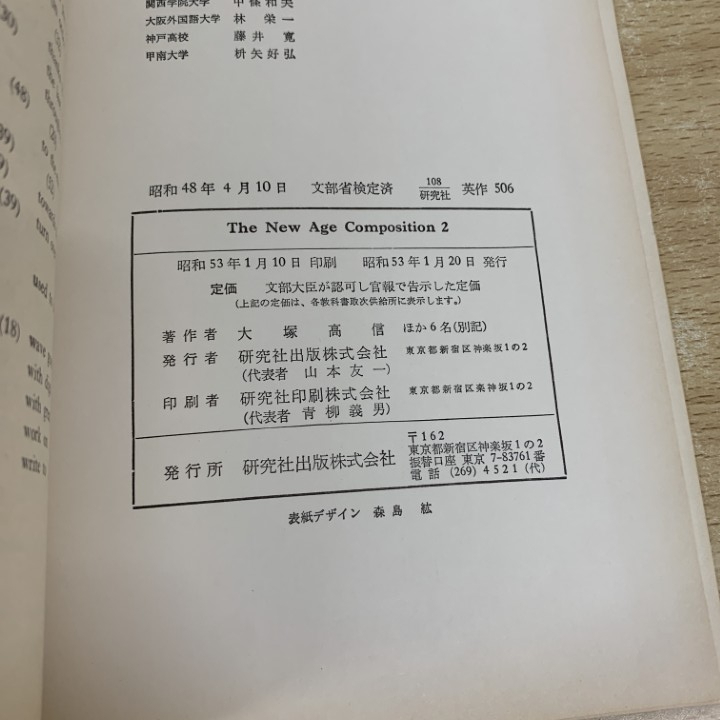 関西学院大学 中條和夫
大阪外国語大学 林栄一
神戸高校 藤井寛
甲南大学 枡矢好弘
昭和48年4月10日 文部省検定済 108 研究社 英作 506
The New Age Composition 2
昭和53年1月10日 印刷 昭和53年1月20日 発行
定価 文部大臣が認可し官報で告示した定価
(上記の定価は、各教科書取次供給所に表示します。)
著作者 大塚高信 ほか6名(別記)
発行者 研究社出版株式会社 東京都新宿区神楽坂1の2
(代表者 山本友一)
印刷者 研究社印刷株式会社 東京都新宿区楽神坂1の2
(代表者 青柳義男)
発行所 研究社出版株式会社
〒162
東京都新宿区神楽坂1の2
振替口座 東京 7-83761番
電話 (269) 4521(代)
表紙デザイン 森島 紘
(30)
(48)
(39)
(39)
used
(18) wave
with
with
work
write